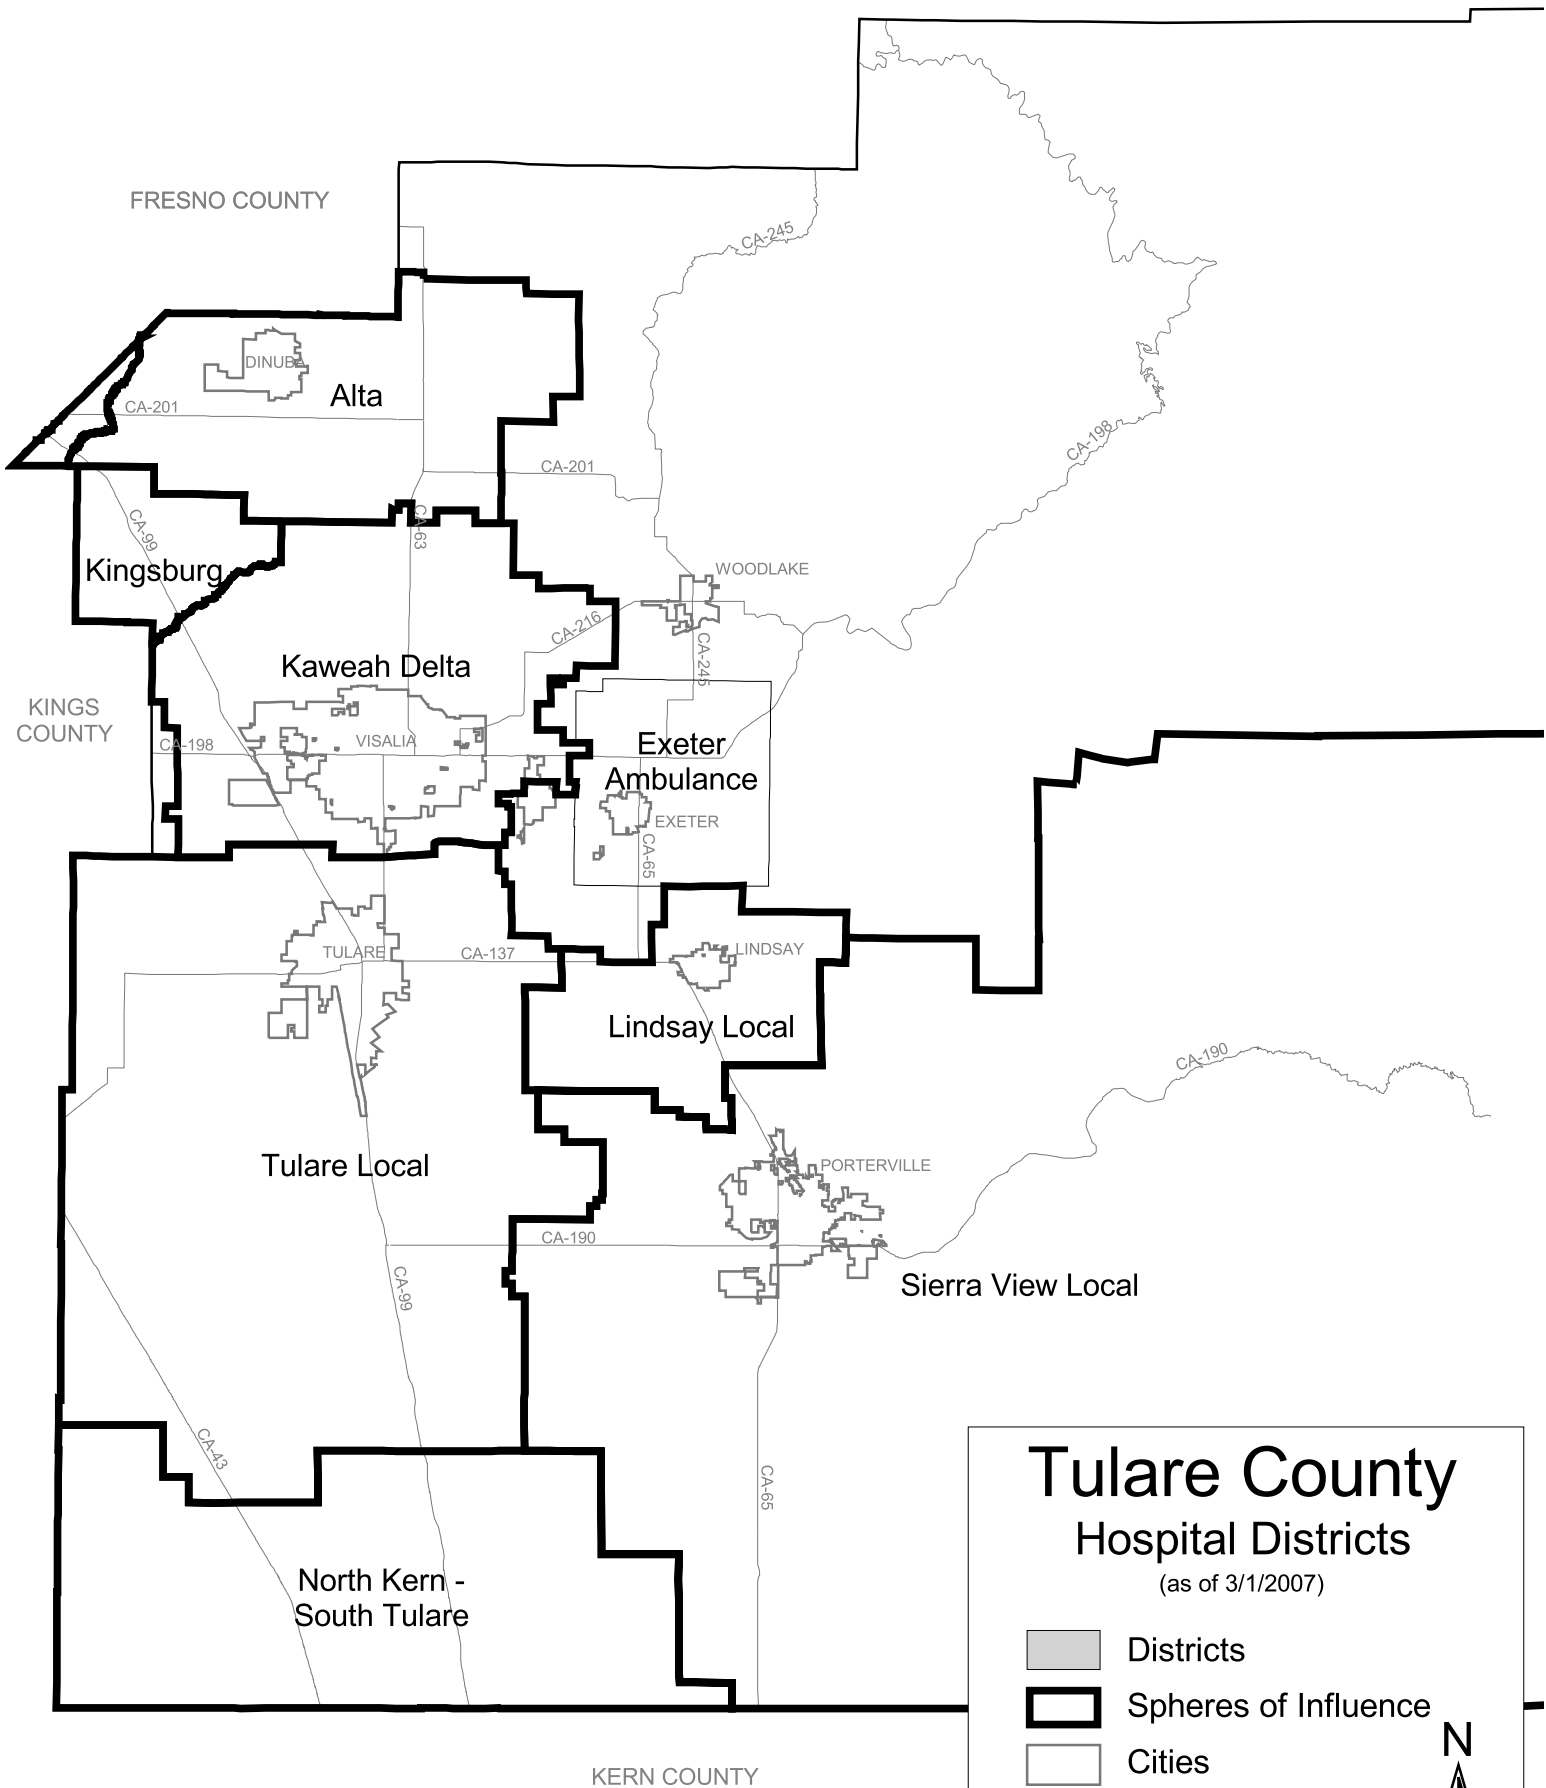 FRESNO COUNTY
CA-245
DINUBA
Alta
CA-201
CA-198
CA-201
CA-99
CA-63
Kingsburg
WOODLAKE
CA-216
CA-245
Kaweah Delta
KINGS
COUNTY
CA-198
VISALIA
Exeter
Ambulance
EXETER
CA-65
TULARE
CA-137
LINDSAY
Lindsay Local
CA-190
Tulare Local
PORTERVILLE
CA-190
Sierra View Local
CA-99
CA-43
CA-65
North Kern -
South Tulare
Tulare County
Hospital Districts
(as of 3/1/2007)
Districts
Spheres of Influence
Cities
N
KERN COUNTY